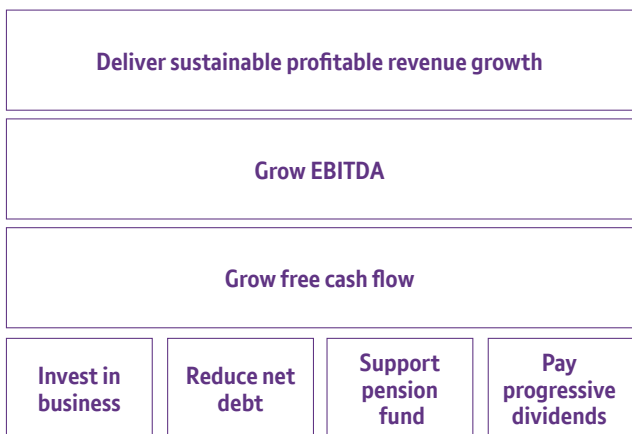 Deliver sustainable profitable revenue growth
Grow EBITDA
Grow free cash flow
Invest in
business
Reduce net
debt
Support
pension
fund
Pay
progressive
dividends